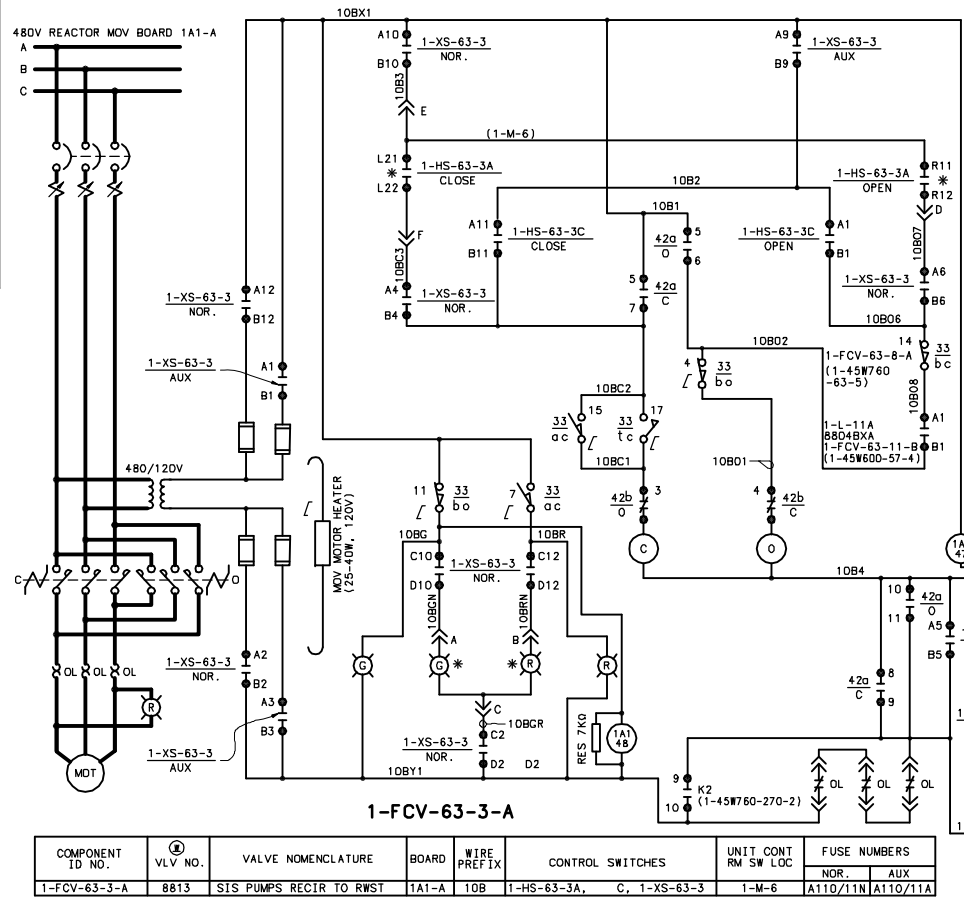 10BX1
480V REACTOR MOV BOARD 1A1-A
A
B
C
A10
1-XS-63-3
NOR.
B10
10B3
E
A9
1-XS-63-3
AUX
B9
(1-M-6)
L21
*
1-HS-63-3A
CLOSE
L22
R11
1-HS-63-3A
OPEN
*
R12
D
10B2
10B1
A11
1-HS-63-3C
CLOSE
B11
F
10BC3
42a
O
5
6
1-HS-63-3C
OPEN
A1
B1
10BO7
A4
1-XS-63-3
NOR.
B4
5
42a
C
7
A6
1-XS-63-3
NOR.
B6
10BO6
A12
1-XS-63-3
NOR.
B12
10BO2
14
33
bc
1-FCV-63-8-A
(1-45W760
-63-5)
10BO8
4
33
bo
1-XS-63-3
AUX
A1
B1
10BC2
15
33
ac
17
33
tc
A1
1-L-11A
8804BXA
1-FCV-63-11-B
B1
(1-45W600-57-4)
10BC1
10BO1
480/120V
MOV MOTOR HEATER
(25-40W, 120V)
11
33
bo
7
33
ac
42b
O
3
4
42b
C
10BG
10BR
C
O
1A
47
C10
1-XS-63-3
NOR.
C12
D10
D12
10B4
C
O
10BGN
10BRN
10
42a
O
11
A5
B5
A
B
G
G
*
*
R
R
A2
1-XS-63-3
NOR.
B2
OL
OL
OL
8
42a
C
9
C
10BGR
R
A3
B3
1-XS-63-3
AUX
C2
1-XS-63-3
NOR.
D2
D2
RES 7KΩ
1A1
48
MOT
10BY1
9
K2
(1-45W760-270-2)
10
OL
OL
OL
1-FCV-63-3-A
COMPONENT
ID NO.
VLV NO.
VALVE NOMENCLATURE
BOARD
WIRE
PREFIX
CONTROL SWITCHES
UNIT CONT
RM SW LOC
FUSE NUMBERS
NOR.
AUX
1-FCV-63-3-A
8813
SIS PUMPS RECIR TO RWST
1A1-A
10B
1-HS-63-3A, C, 1-XS-63-3
1-M-6
A110/11N
A110/11A